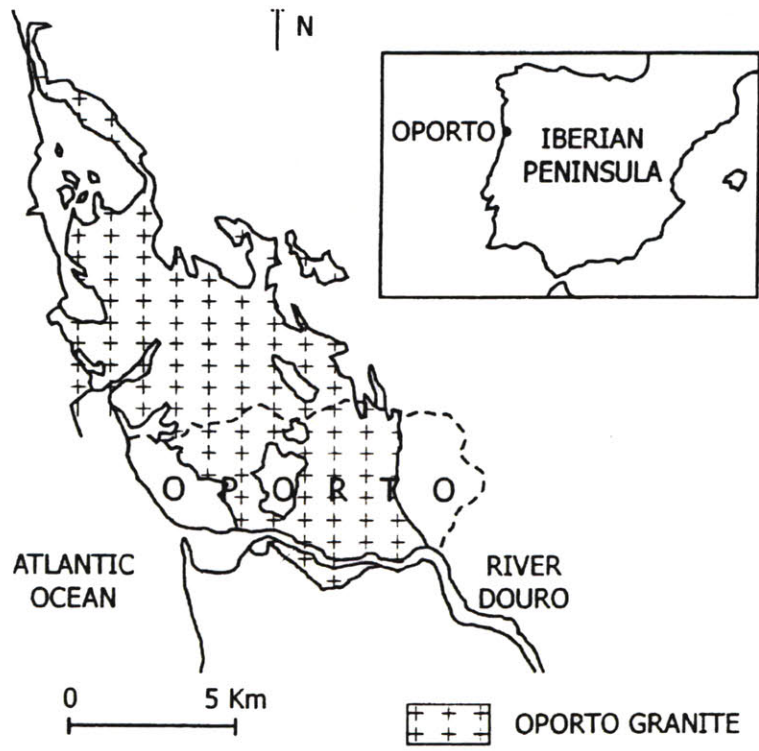 N
OPORTO
IBERIAN
PENINSULA
O P O R T O
ATLANTIC
OCEAN
RIVER
DOURO
0 5 Km
OPORTO GRANITE